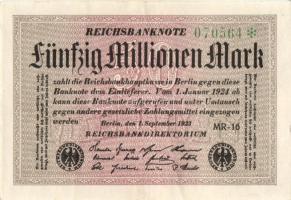 REICHSBANKNOTE
070564 *
Fünfzig Millionen Mark
zahlt die Reichsbankhauptkasse in Berlin gegen diese
Banknote dem Einlieferer. Vom 1. Januar 1924 ab
kann diese Banknote aufgerufen und unter Umtausch
gegen andere gesetzliche Zahlungsmittel eingezogen
werden
MR-16
Berlin, den 1. September 1923
REICHSBANKDIREKTORIUM